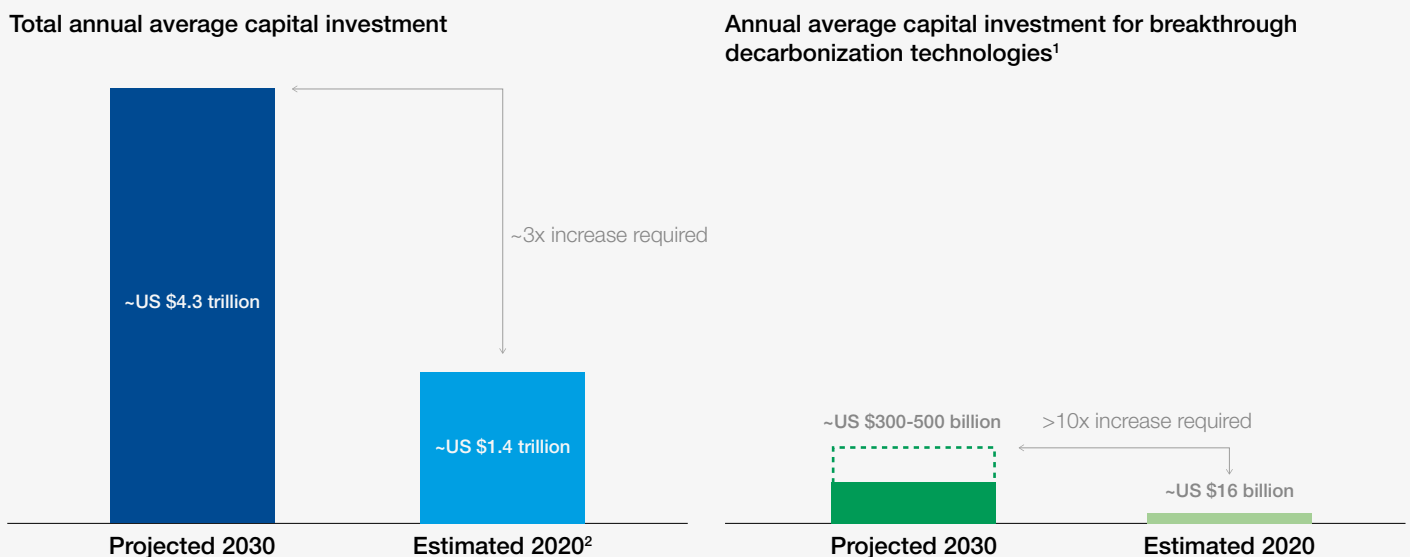 Total annual average capital investment
~US $4.3 trillion
~3x increase required
~US $1.4 trillion
Projected 2030
Estimated 2020²
Annual average capital investment for breakthrough
decarbonization technologies¹
~US $300-500 billion
>10x increase required
~US $16 billion
Projected 2030
Estimated 2020